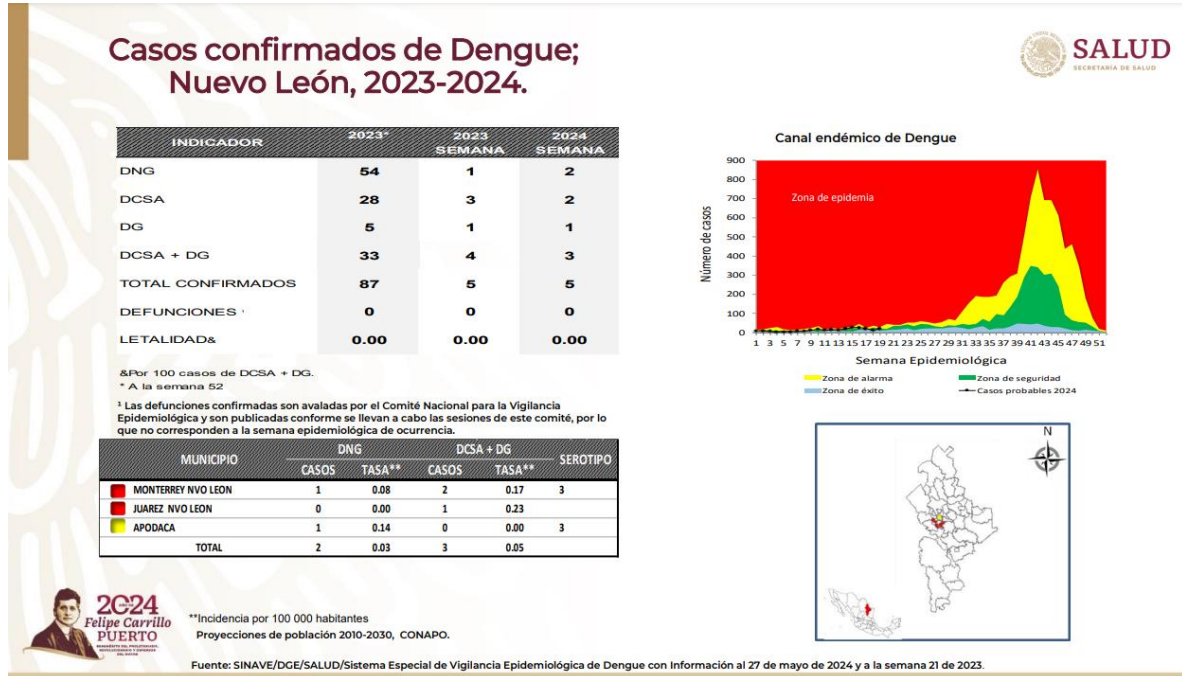 Casos confirmados de Dengue;
Nuevo León, 2023-2024.
SALUD
SECRETARÍA DE SALUD
INDICADOR 2023* 2023 SEMANA 2024 SEMANA
DNG 54 1 2
DCSA 28 3 2
DG 5 1 1
DCSA + DG 33 4 3
TOTAL CONFIRMADOS 87 5 5
DEFUNCIONES ¹ 0 0 0
LETALIDAD& 0.00 0.00 0.00
&Por 100 casos de DCSA + DG.
* A la semana 52
¹ Las defunciones confirmadas son avaladas por el Comité Nacional para la Vigilancia
Epidemiológica y son publicadas conforme se llevan a cabo las sesiones de este comité, por lo
que no corresponden a la semana epidemiológica de ocurrencia.
MUNICIPIO DNG DCSA + DG SEROTIPO
CASOS TASA** CASOS TASA**
MONTERREY NVO LEON 1 0.08 2 0.17 3
JUAREZ NVO LEON 0 0.00 1 0.23
APODACA 1 0.14 0 0.00 3
TOTAL 2 0.03 3 0.05
Canal endémico de Dengue
Número de casos
900
800
700
600
500
400
300
200
100
0
Zona de epidemia
1 3 5 7 9 11 13 15 17 19 21 23 25 27 29 31 33 35 37 39 41 43 45 47 49 51
Semana Epidemiológica
Zona de alarma Zona de seguridad
Zona de éxito Casos probables 2024
N
2024
Felipe Carrillo
PUERTO
**Incidencia por 100 000 habitantes
Proyecciones de población 2010-2030, CONAPO.
Fuente: SINAVE/DGE/SALUD/Sistema Especial de Vigilancia Epidemiológica de Dengue con Información al 27 de mayo de 2024 y a la semana 21 de 2023.